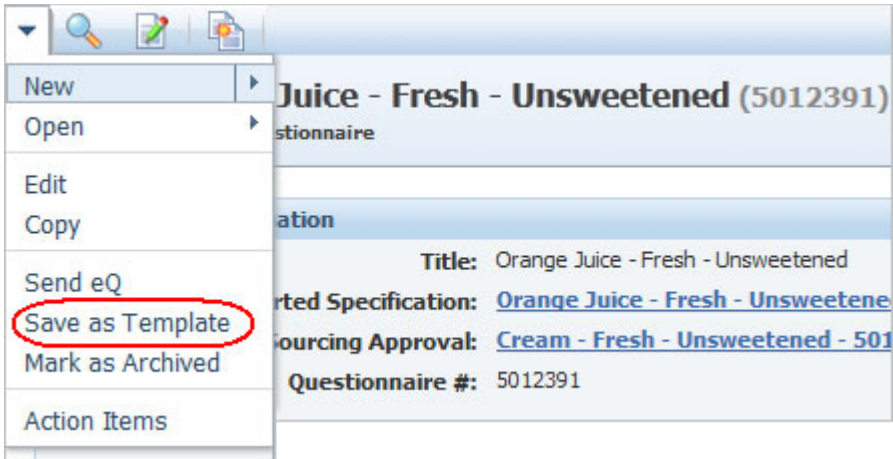 New
Open
Edit
Copy
Send eQ
Save as Template
Mark as Archived
Action Items
Juice - Fresh - Unsweetened (5012391)
stionnaire
ation
Title: Orange Juice - Fresh - Unsweetened
rted Specification: Orange Juice - Fresh - Unsweetene
Sourcing Approval: Cream - Fresh - Unsweetened - 501
Questionnaire #: 5012391